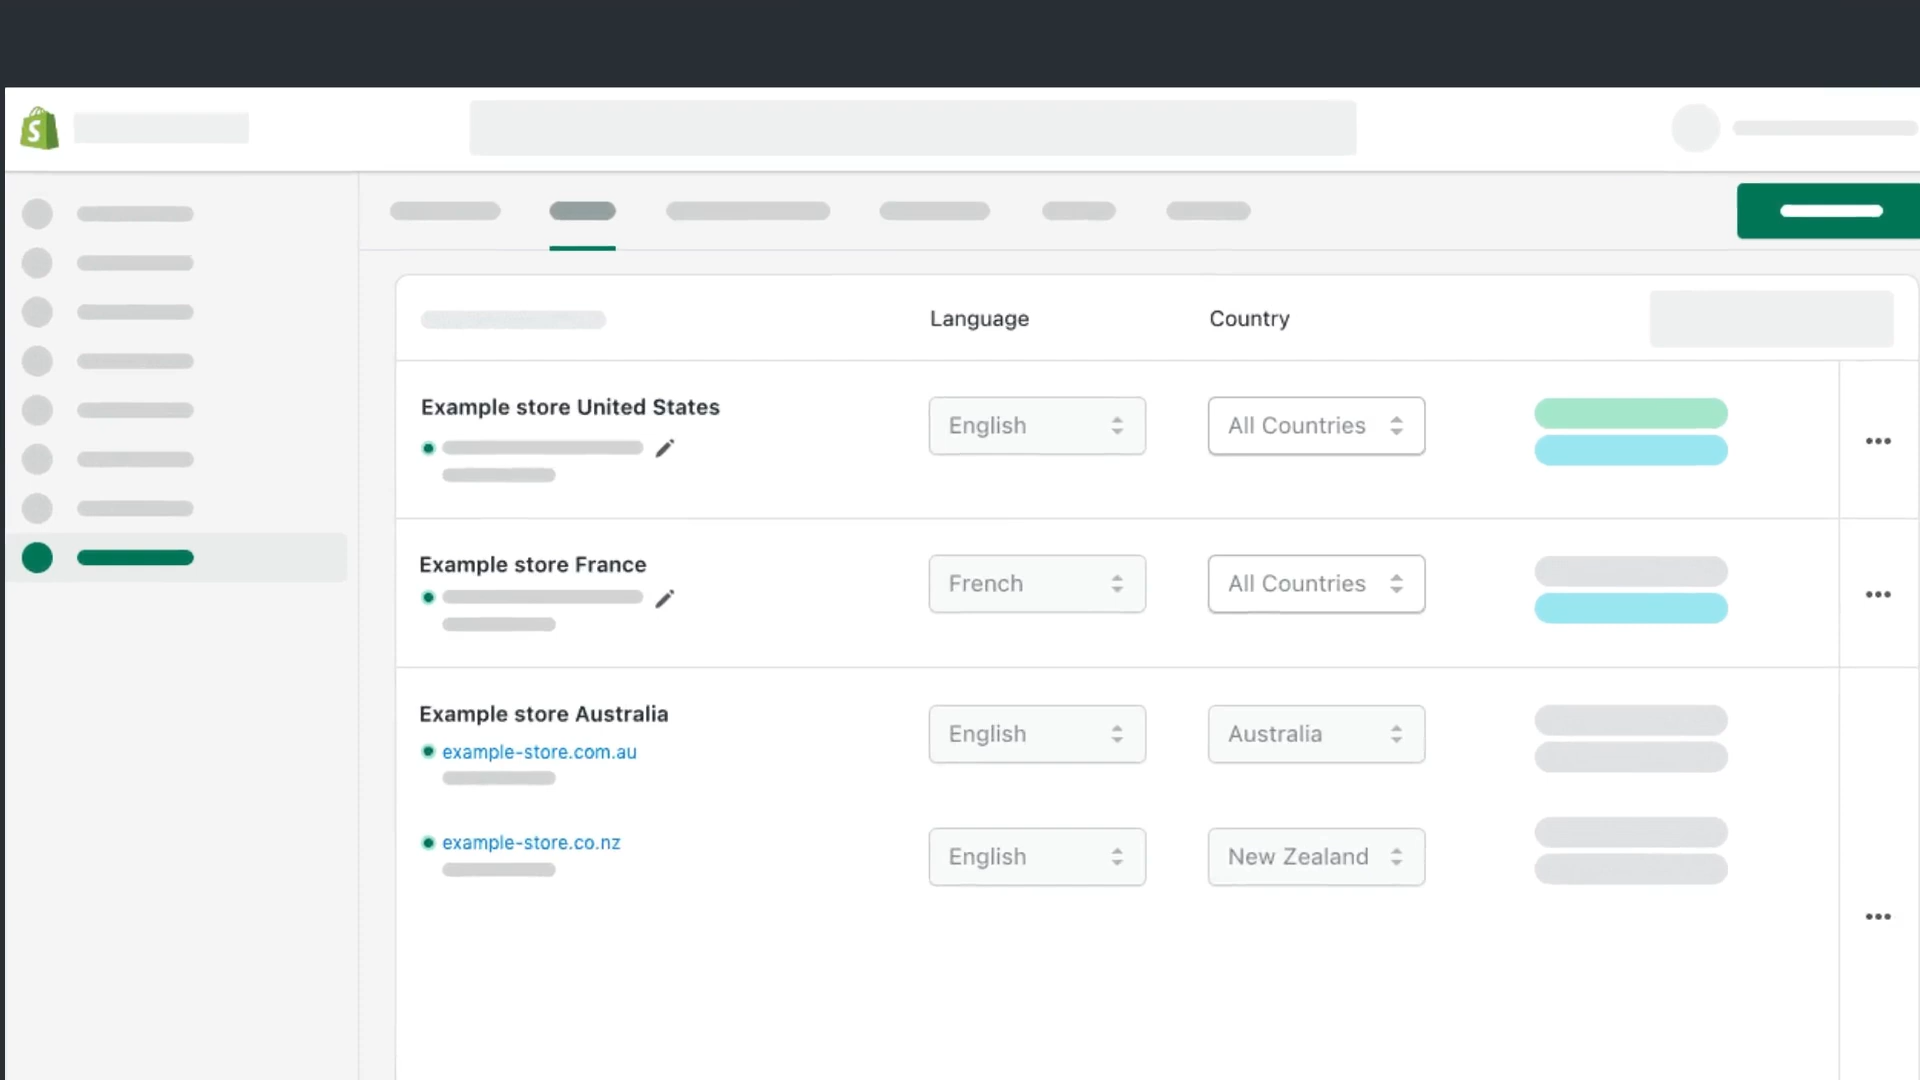 Language Country
Example store United States
English All Countries
Example store France
French All Countries
Example store Australia
example-store.com.au
English Australia
example-store.co.nz
English New Zealand